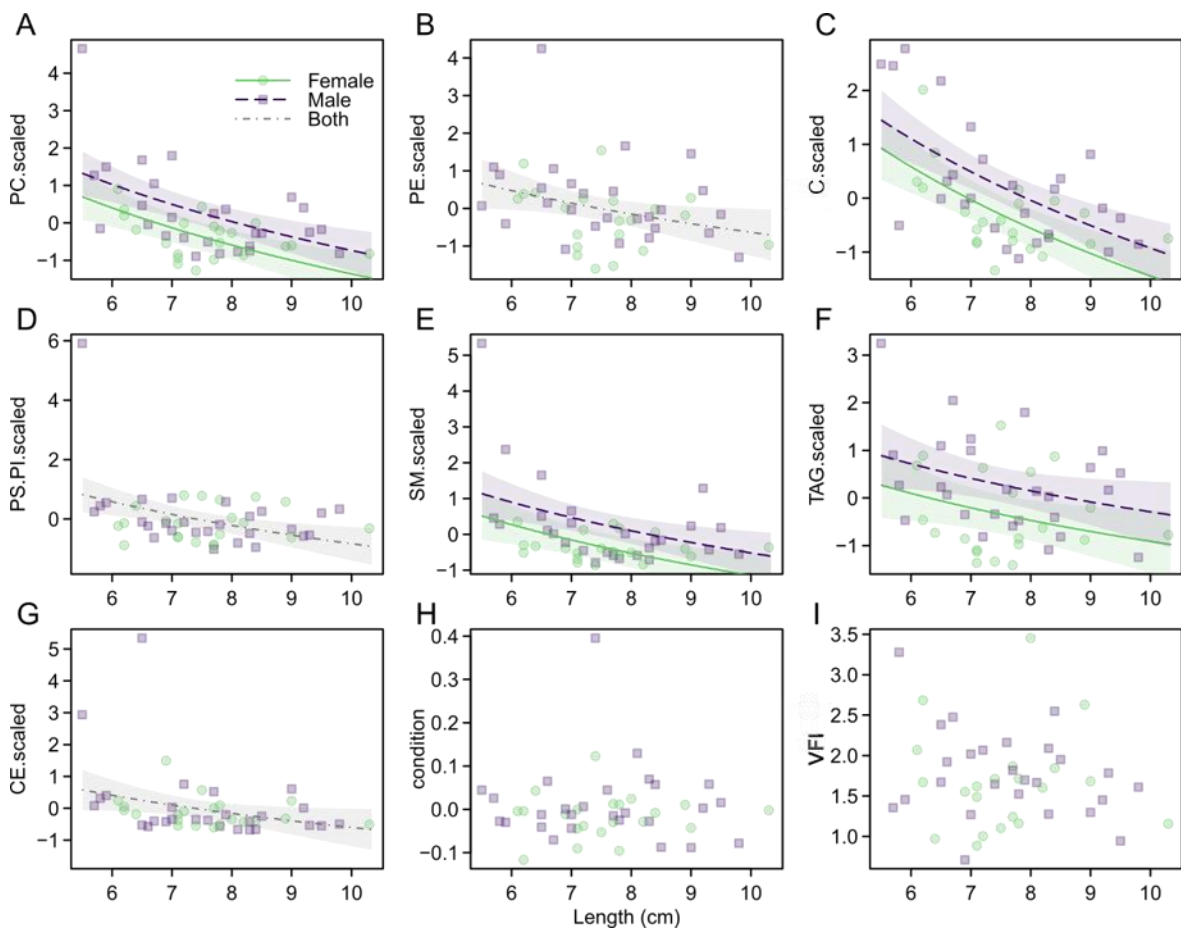 A
B
C
PC.scaled
4
3
2
1
0
−1
Female
Male
Both
6 7 8 9 10
PE.scaled
4
3
2
1
0
−1
6 7 8 9 10
C.scaled
2
1
0
−1
6 7 8 9 10
D
E
F
PS.PI.scaled
6
4
2
0
6 7 8 9 10
SM.scaled
5
4
3
2
1
0
−1
6 7 8 9 10
TAG.scaled
3
2
1
0
−1
6 7 8 9 10
G
H
I
CE.scaled
5
4
3
2
1
0
−1
6 7 8 9 10
condition
0.4
0.3
0.2
0.1
0.0
−0.1
6 7 8 9 10
VFI
3.5
3.0
2.5
2.0
1.5
1.0
6 7 8 9 10
Length (cm)